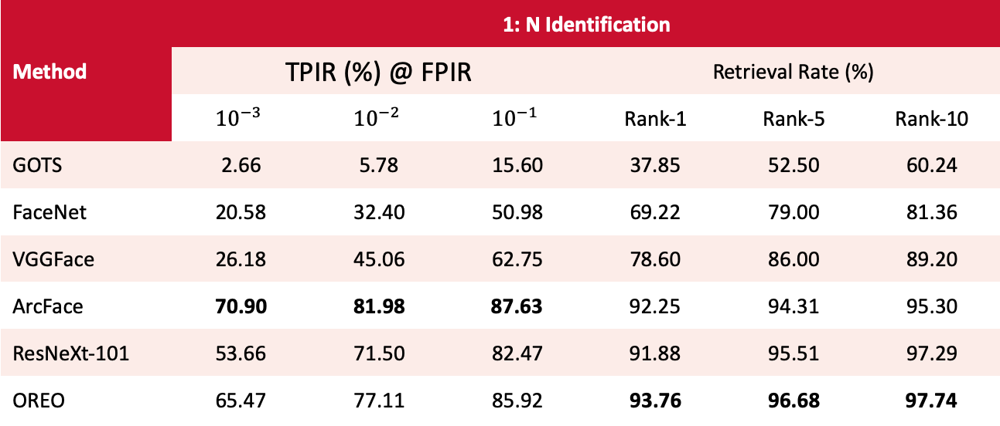 1: N Identification
Method
TPIR (%) @ FPIR Retrieval Rate (%)
10⁻³ 10⁻² 10⁻¹ Rank-1 Rank-5 Rank-10
GOTS 2.66 5.78 15.60 37.85 52.50 60.24
FaceNet 20.58 32.40 50.98 69.22 79.00 81.36
VGGFace 26.18 45.06 62.75 78.60 86.00 89.20
ArcFace 70.90 81.98 87.63 92.25 94.31 95.30
ResNeXt-101 53.66 71.50 82.47 91.88 95.51 97.29
OREO 65.47 77.11 85.92 93.76 96.68 97.74